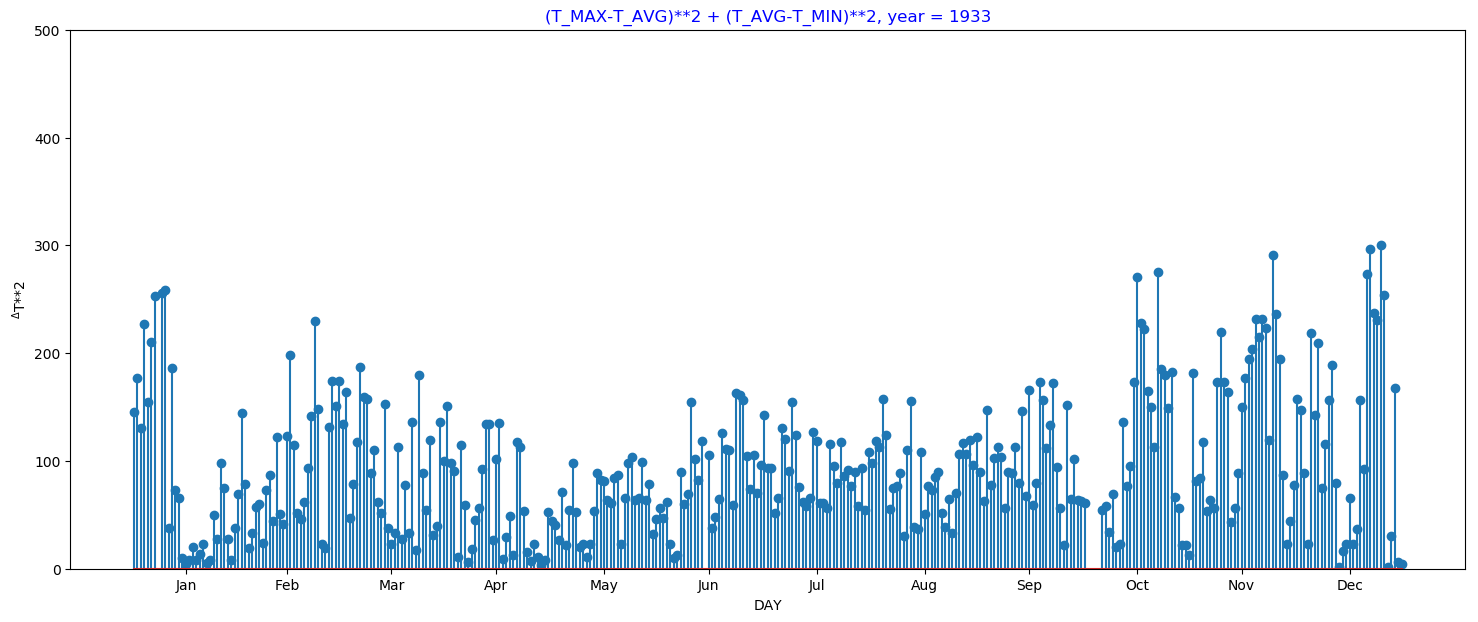 (T_MAX-T_AVG)**2 + (T_AVG-T_MIN)**2, year = 1933
500
400
300
200
100
0
ΔT**2
Jan Feb Mar Apr May Jun Jul Aug Sep Oct Nov Dec
DAY